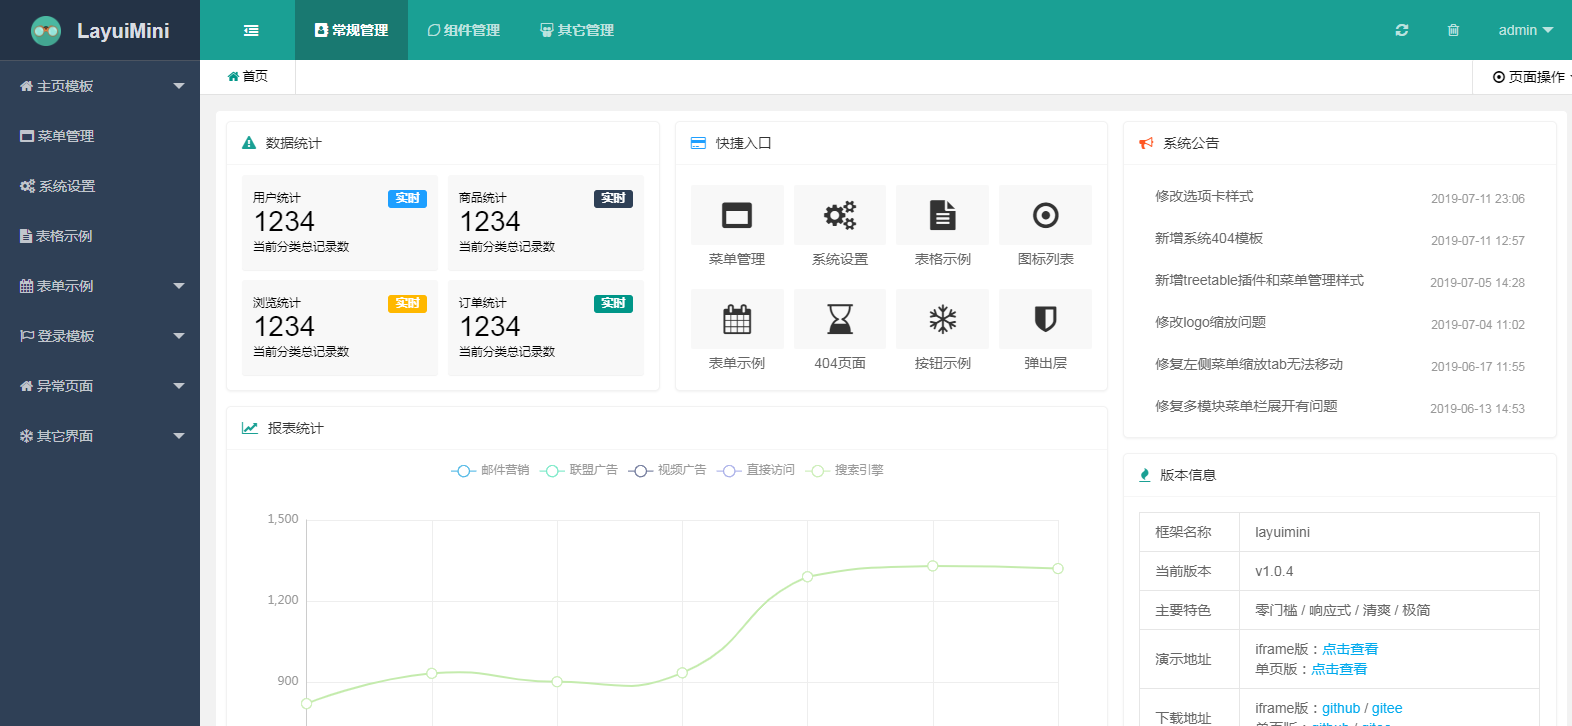 LayuiMini
常规管理
组件管理
其它管理
admin
主页模板
菜单管理
系统设置
表格示例
表单示例
登录模板
异常页面
其它界面
首页
页面操作
数据统计
用户统计 实时
1234
当前分类总记录数
商品统计 实时
1234
当前分类总记录数
浏览统计 实时
1234
当前分类总记录数
订单统计 实时
1234
当前分类总记录数
快捷入口
菜单管理
系统设置
表格示例
图标列表
表单示例
404页面
按钮示例
弹出层
报表统计
邮件营销 联盟广告 视频广告 直接访问 搜索引擎
1,500
1,200
900
系统公告
修改选项卡样式 2019-07-11 23:06
新增系统404模板 2019-07-11 12:57
新增treetable插件和菜单管理样式 2019-07-05 14:28
修改logo缩放问题 2019-07-04 11:02
修复左侧菜单缩放tab无法移动 2019-06-17 11:55
修复多模块菜单栏展开有问题 2019-06-13 14:53
版本信息
框架名称 layuimini
当前版本 v1.0.4
主要特色 零门槛 / 响应式 / 清爽 / 极简
演示地址
iframe版：点击查看
单页版：点击查看
下载地址
iframe版：github / gitee
单页版：github / gitee